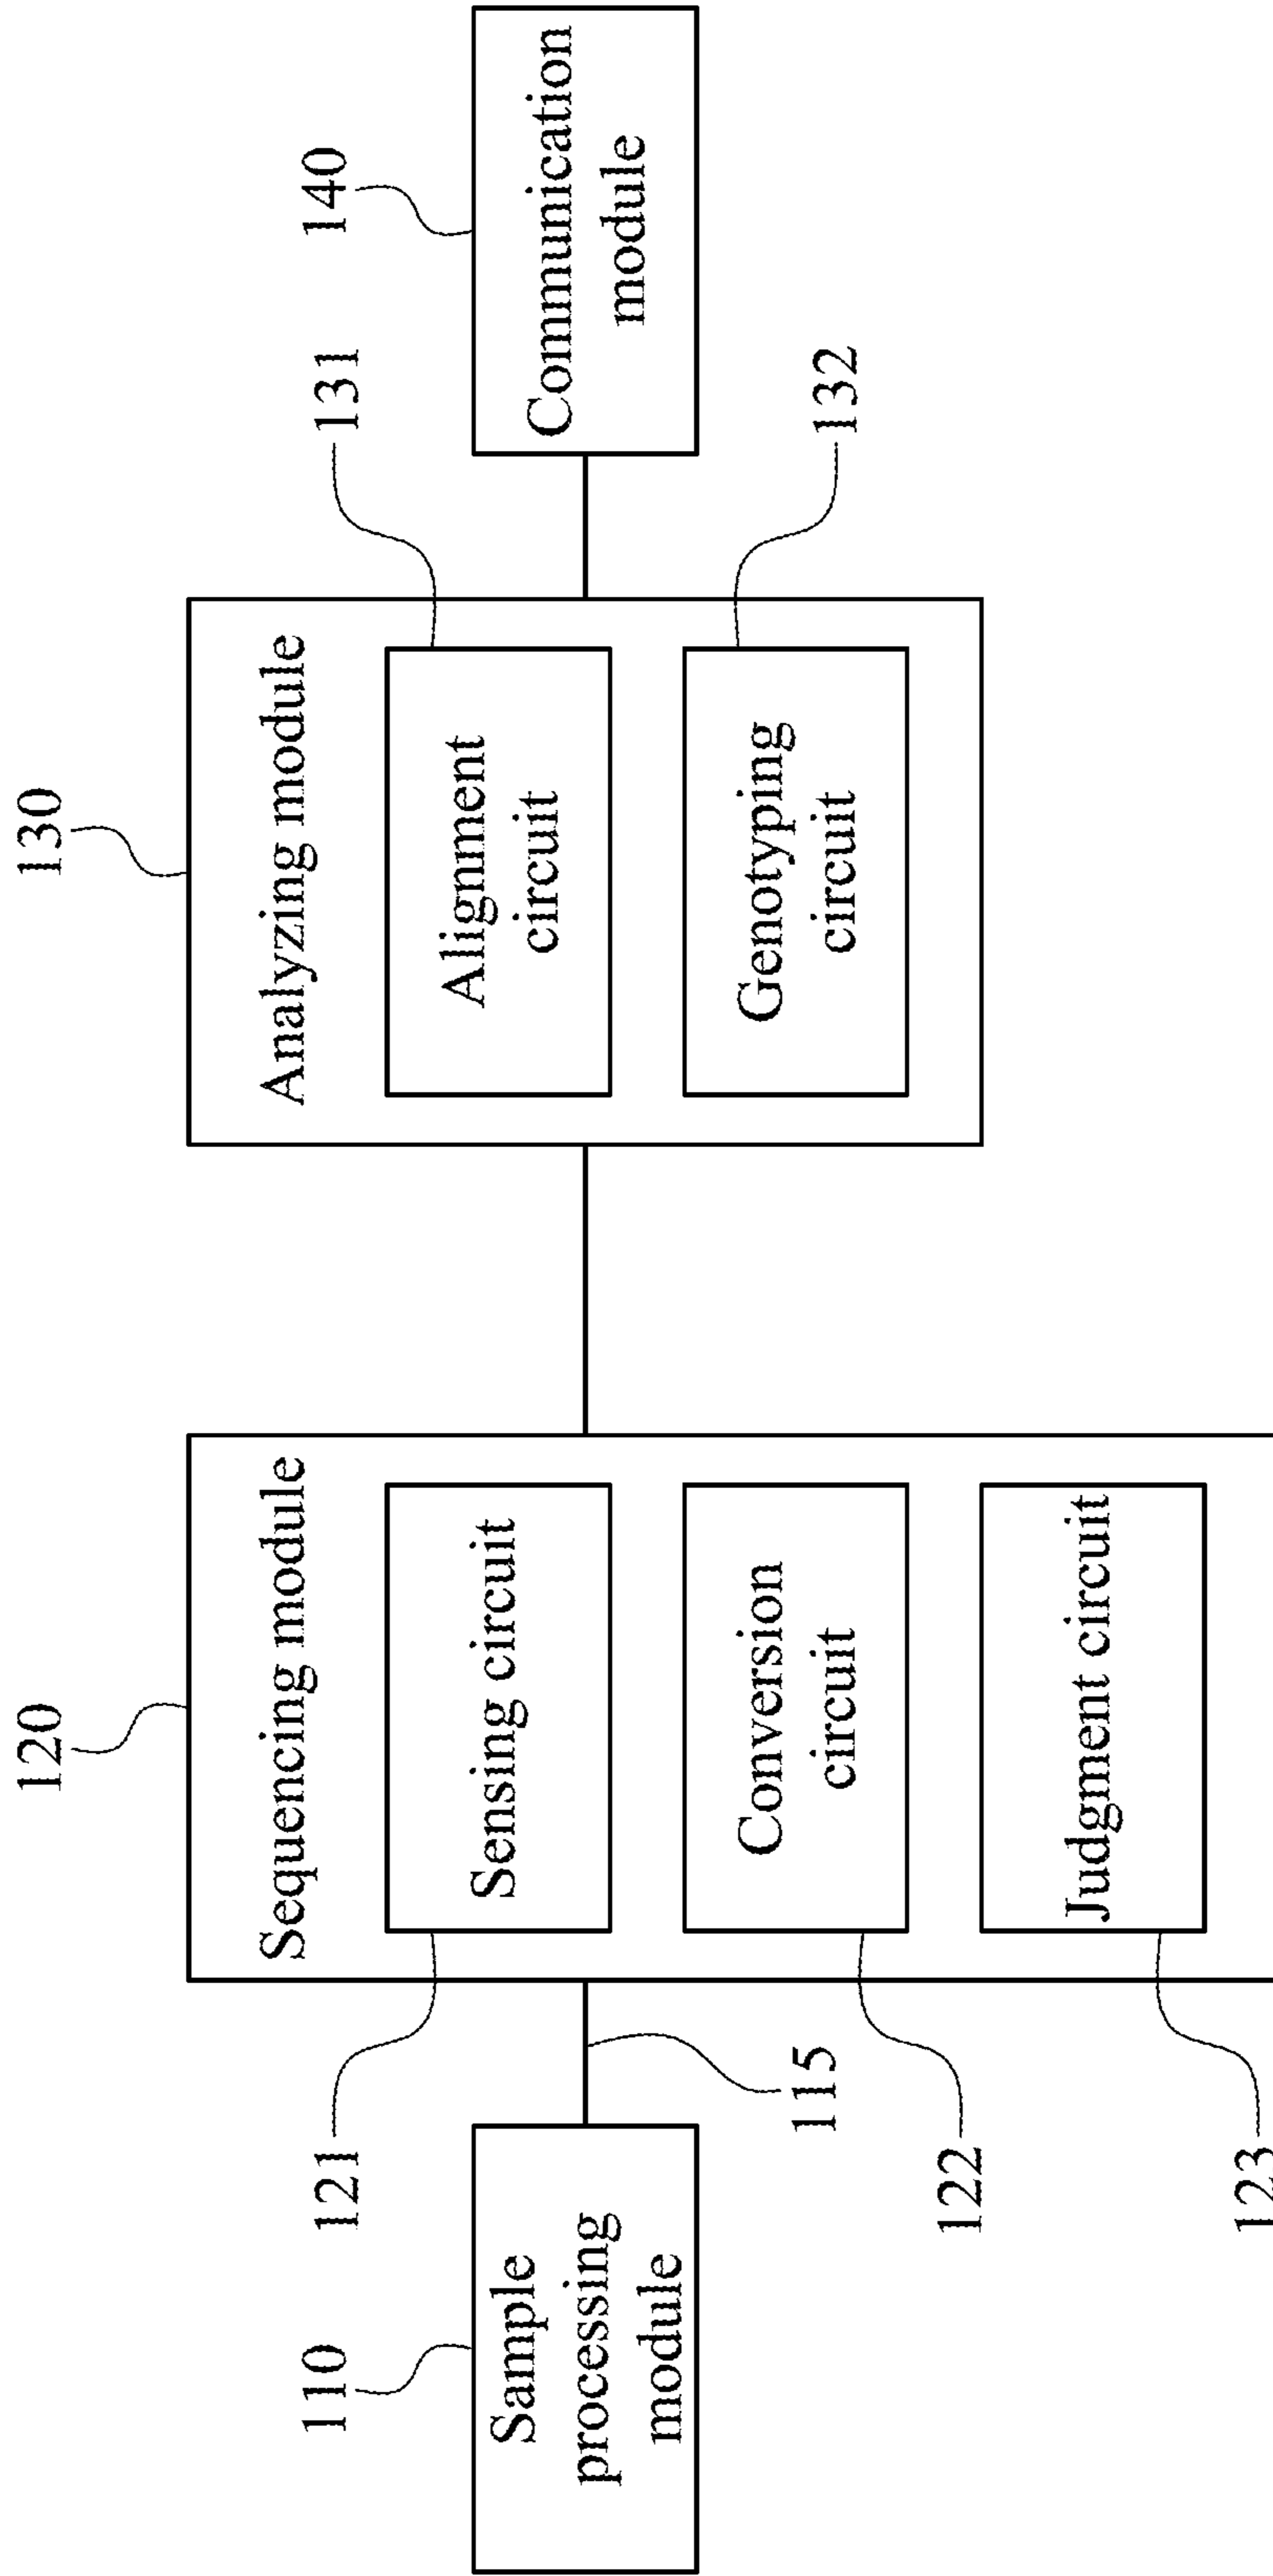 120
130
Sequencing module
Analyzing module
110
121
131
140
Sample
processing
module
Sensing circuit
Alignment
circuit
Communication
module
115
122
Conversion
circuit
Genotyping
circuit
132
123
Judgment circuit